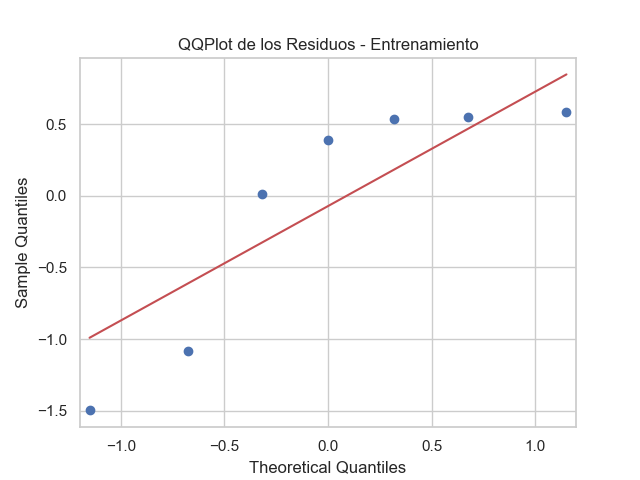 QQPlot de los Residuos - Entrenamiento
0.5
0.0
−0.5
−1.0
−1.5
Sample Quantiles
−1.0 −0.5 0.0 0.5 1.0
Theoretical Quantiles